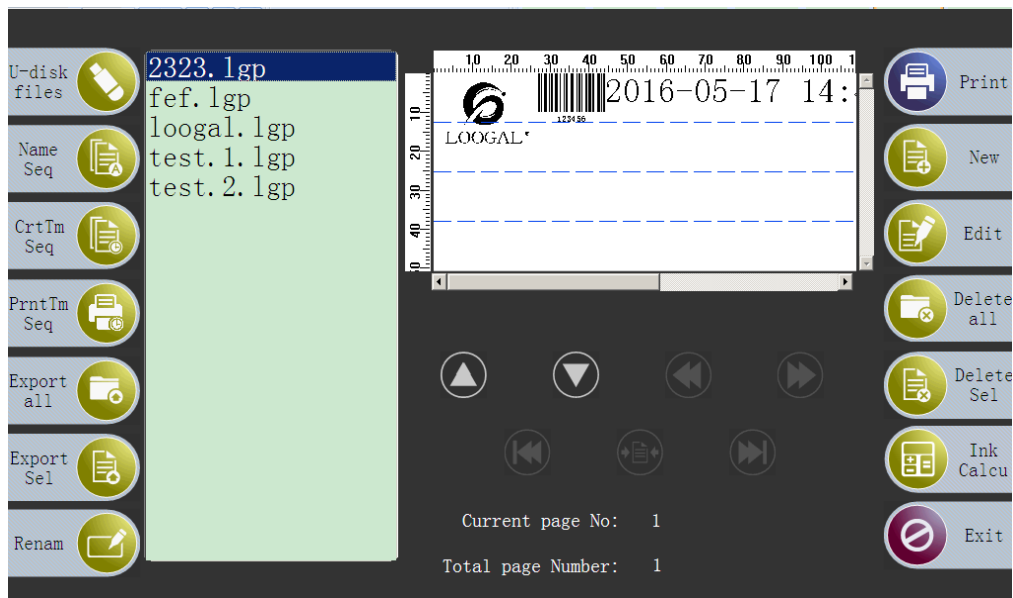 U-disk
files
Name
Seq
CrtTm
Seq
PrntTm
Seq
Export
all
Export
Sel
Renam
2323.lgp
fef.lgp
loogal.lgp
test.1.lgp
test.2.lgp
10 20 30 40 50 60 70 80 90 100 1
10
20
30
40
2016-05-17 14:
123456
LOOGAL
Current page No: 1
Total page Number: 1
Print
New
Edit
Delete
all
Delete
Sel
Ink
Calcu
Exit